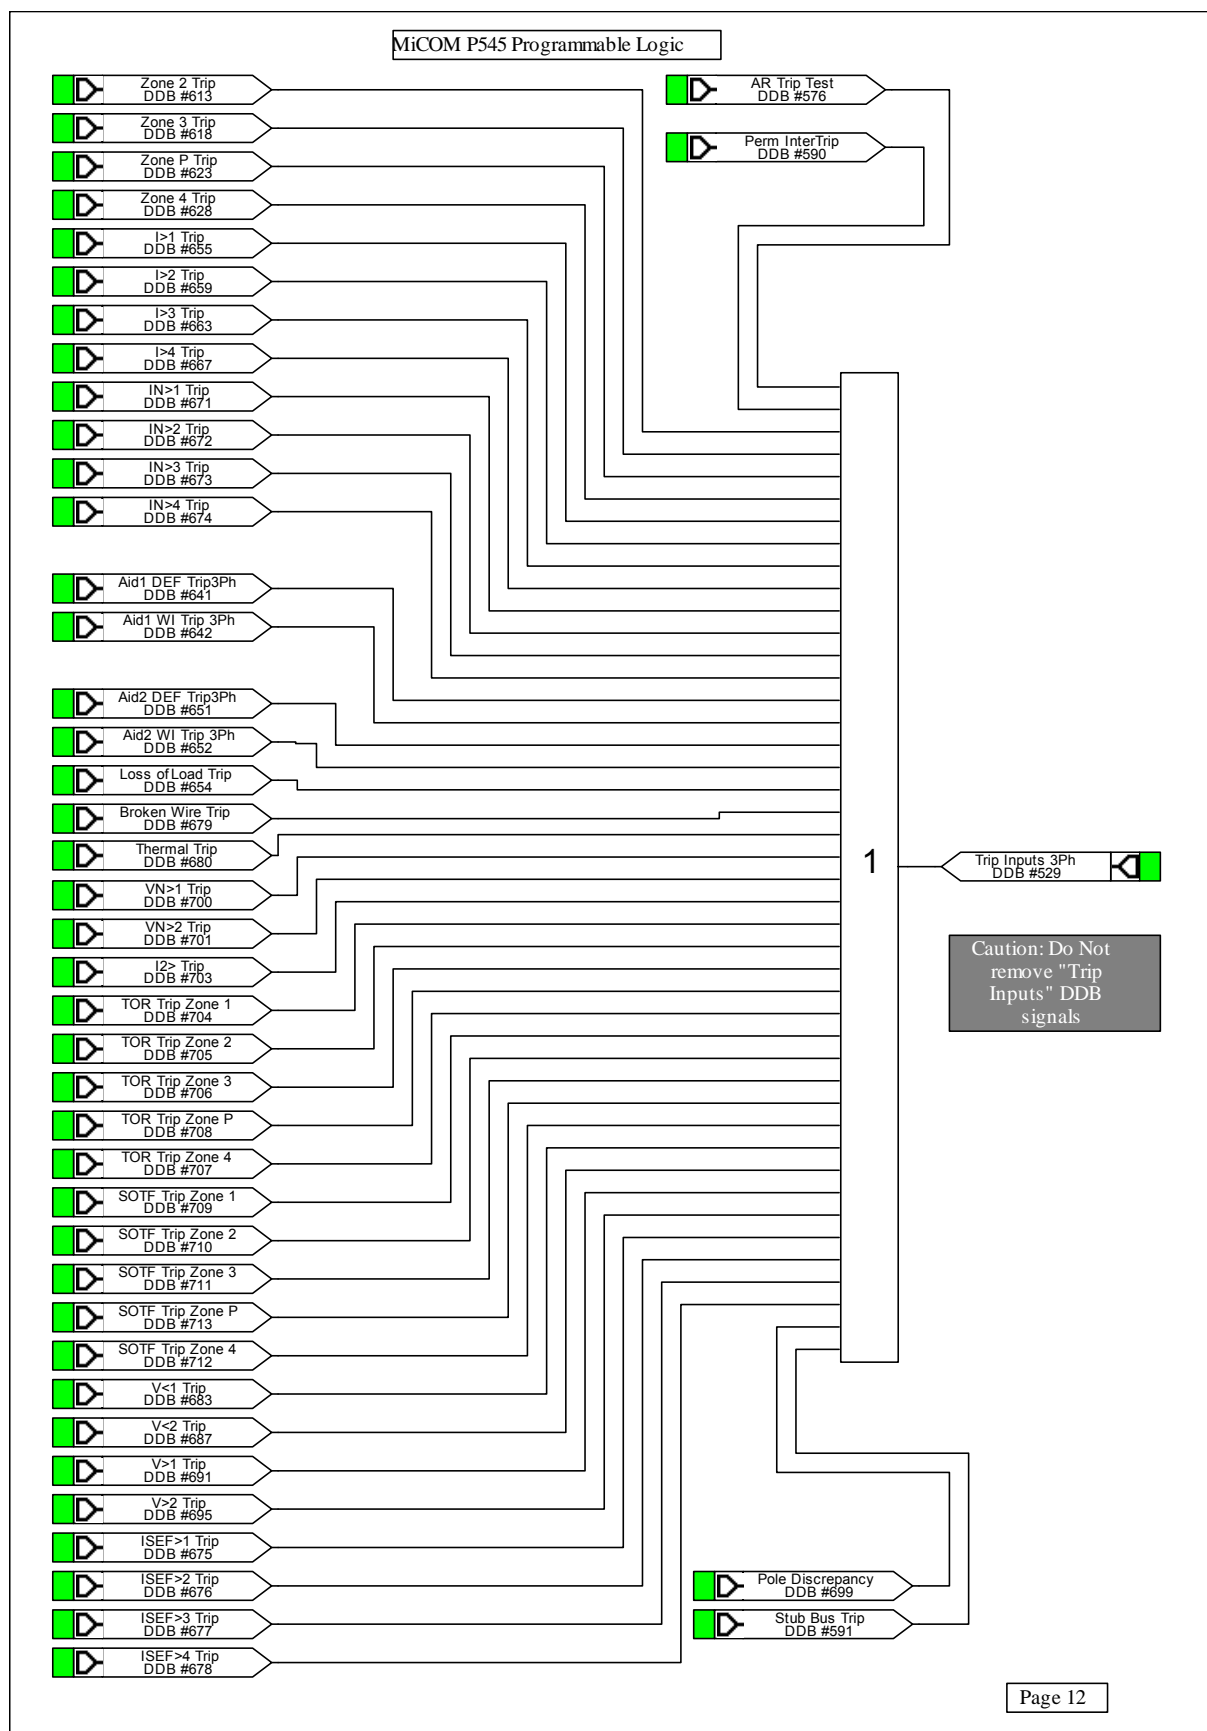 MiCOM P545 Programmable Logic
Zone 2 Trip
DDB #613
Zone 3 Trip
DDB #618
Zone P Trip
DDB #623
Zone 4 Trip
DDB #628
I>1 Trip
DDB #655
I>2 Trip
DDB #659
I>3 Trip
DDB #663
I>4 Trip
DDB #667
IN>1 Trip
DDB #671
IN>2 Trip
DDB #672
IN>3 Trip
DDB #673
IN>4 Trip
DDB #674
Aid1 DEF Trip3Ph
DDB #641
Aid1 WI Trip 3Ph
DDB #642
Aid2 DEF Trip3Ph
DDB #651
Aid2 WI Trip 3Ph
DDB #652
Loss of Load Trip
DDB #654
Broken Wire Trip
DDB #679
Thermal Trip
DDB #680
VN>1 Trip
DDB #700
VN>2 Trip
DDB #701
I2> Trip
DDB #703
TOR Trip Zone 1
DDB #704
TOR Trip Zone 2
DDB #705
TOR Trip Zone 3
DDB #706
TOR Trip Zone P
DDB #708
TOR Trip Zone 4
DDB #707
SOTF Trip Zone 1
DDB #709
SOTF Trip Zone 2
DDB #710
SOTF Trip Zone 3
DDB #711
SOTF Trip Zone P
DDB #713
SOTF Trip Zone 4
DDB #712
V<1 Trip
DDB #683
V<2 Trip
DDB #687
V>1 Trip
DDB #691
V>2 Trip
DDB #695
ISEF>1 Trip
DDB #675
ISEF>2 Trip
DDB #676
ISEF>3 Trip
DDB #677
ISEF>4 Trip
DDB #678
AR Trip Test
DDB #576
Perm InterTrip
DDB #590
1
Trip Inputs 3Ph
DDB #529
Caution: Do Not
remove "Trip
Inputs" DDB
signals
Pole Discrepancy
DDB #699
Stub Bus Trip
DDB #591
Page 12